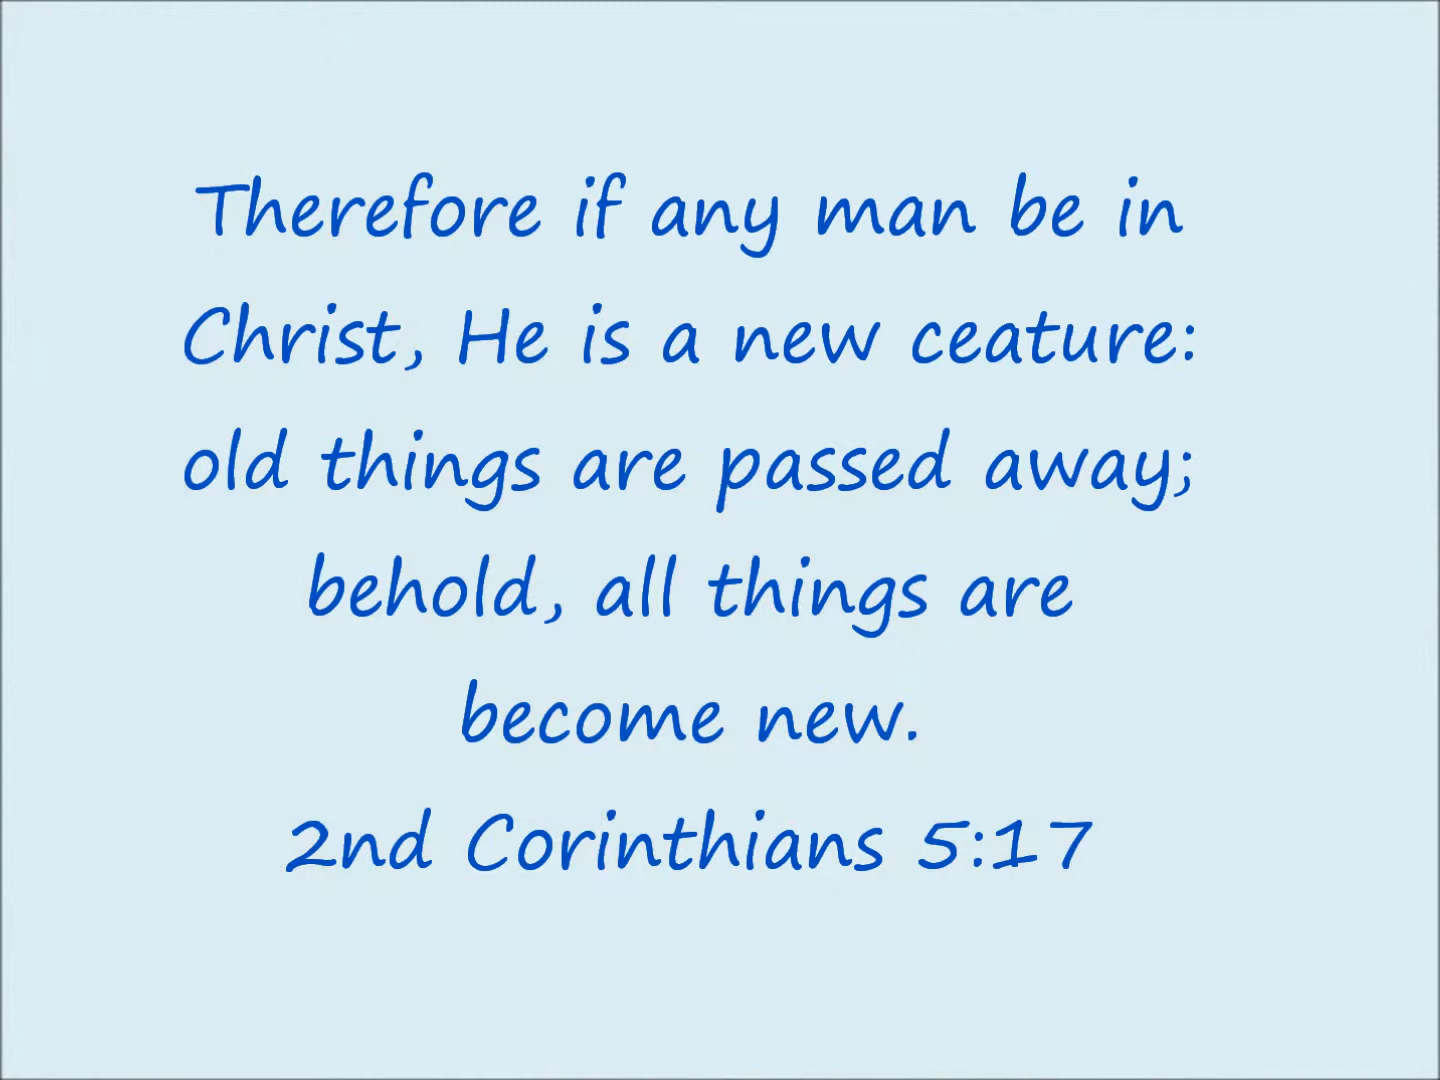 Therefore if any man be in
Christ, He is a new ceature:
old things are passed away;
behold, all things are
become new.
2nd Corinthians 5:17